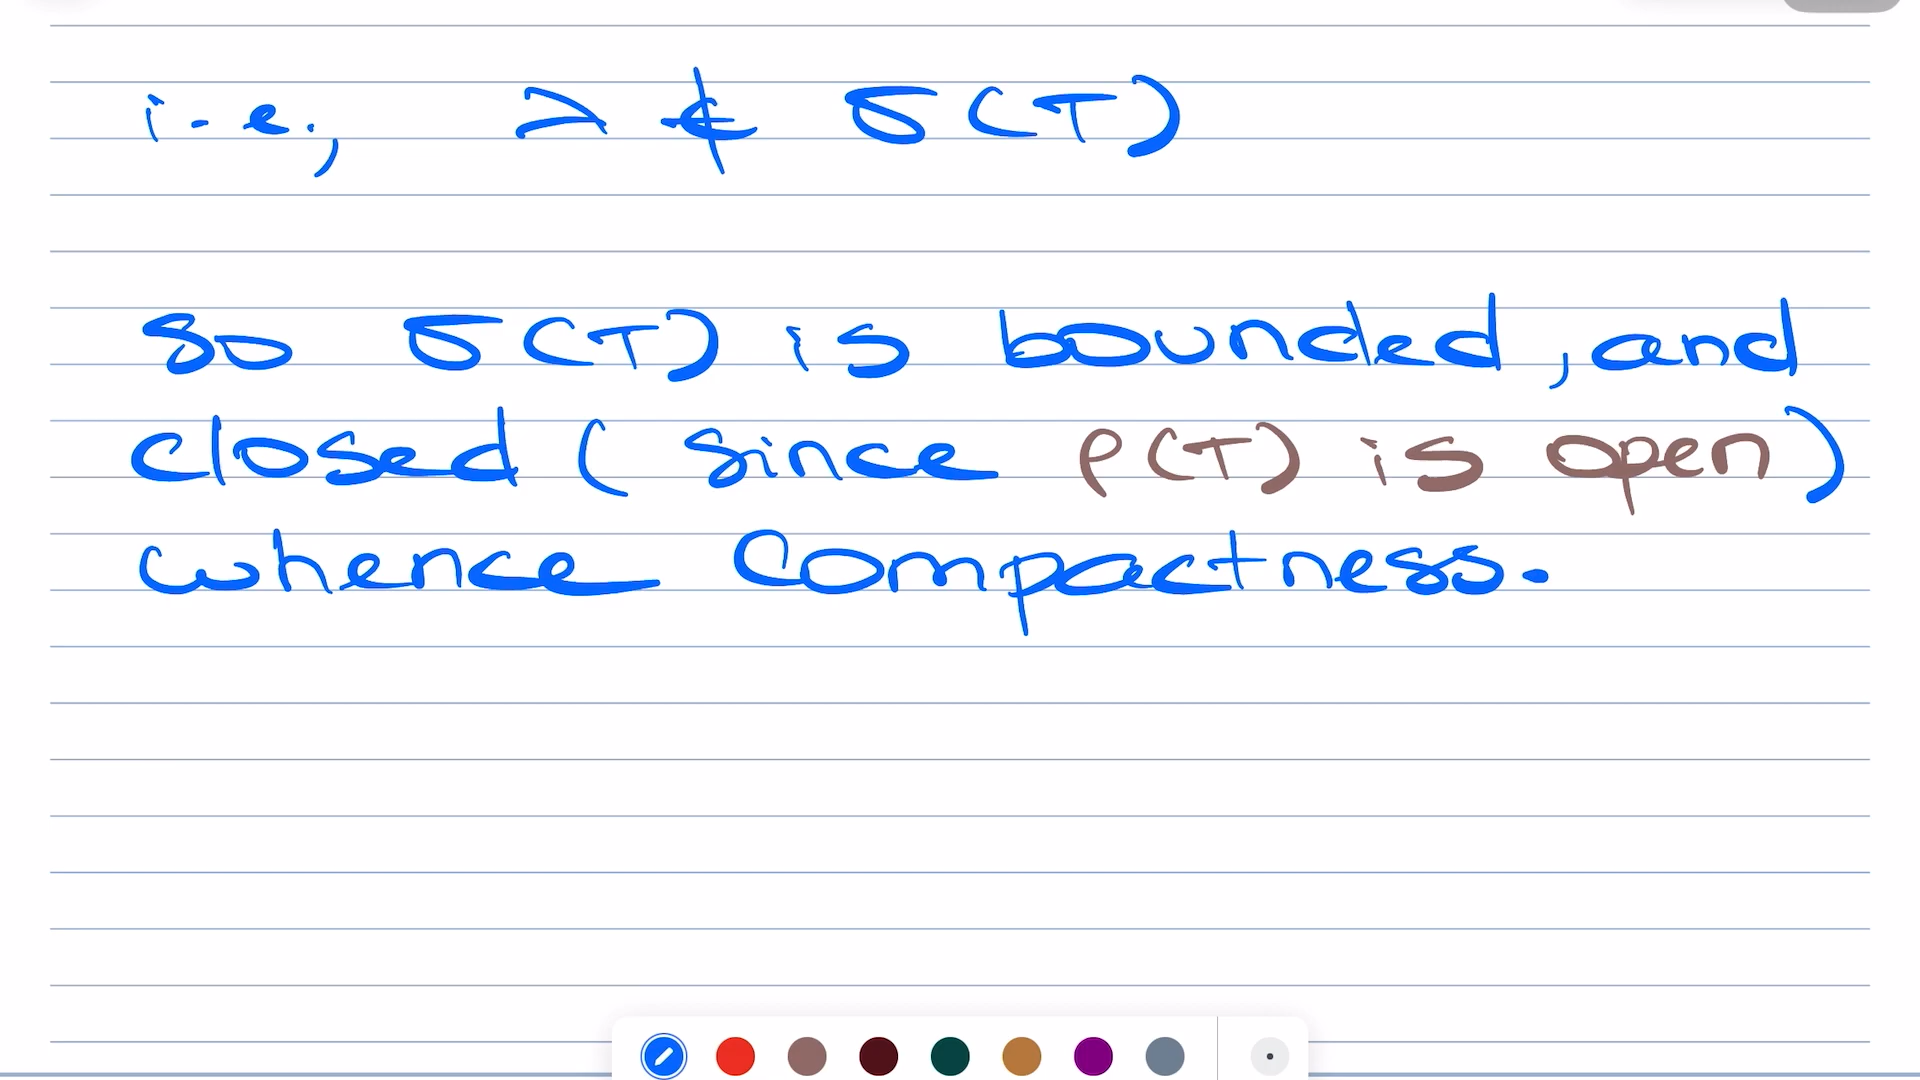 i.e., λ ∉ σ(T)
So σ(T) is bounded, and
closed (since ρ(T) is open)
whence compactness.